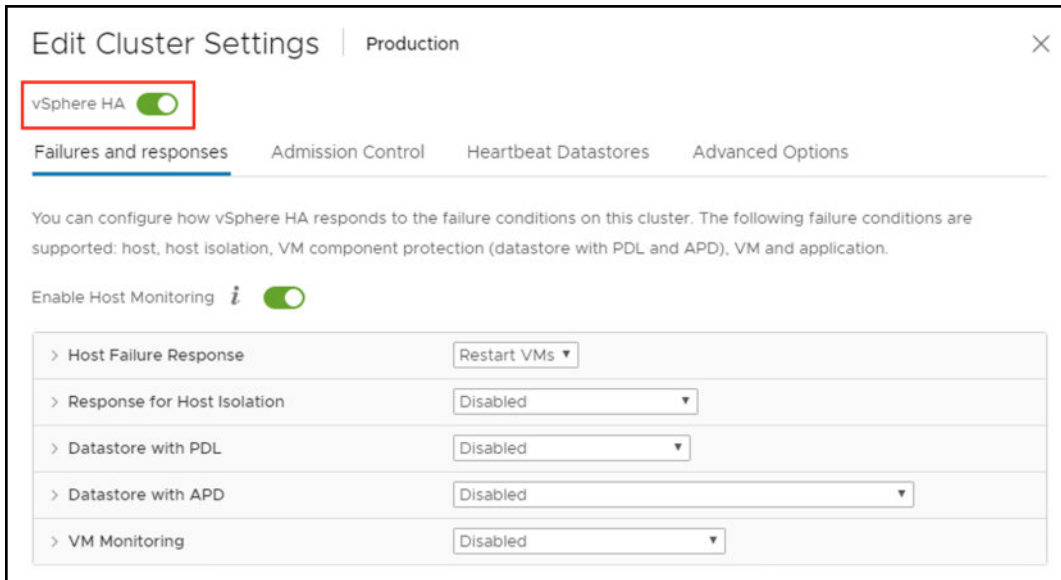 Edit Cluster Settings Production
vSphere HA
Failures and responses Admission Control Heartbeat Datastores Advanced Options
You can configure how vSphere HA responds to the failure conditions on this cluster. The following failure conditions are
supported: host, host isolation, VM component protection (datastore with PDL and APD), VM and application.
Enable Host Monitoring i
Host Failure Response Restart VMs
Response for Host Isolation Disabled
Datastore with PDL Disabled
Datastore with APD Disabled
VM Monitoring Disabled